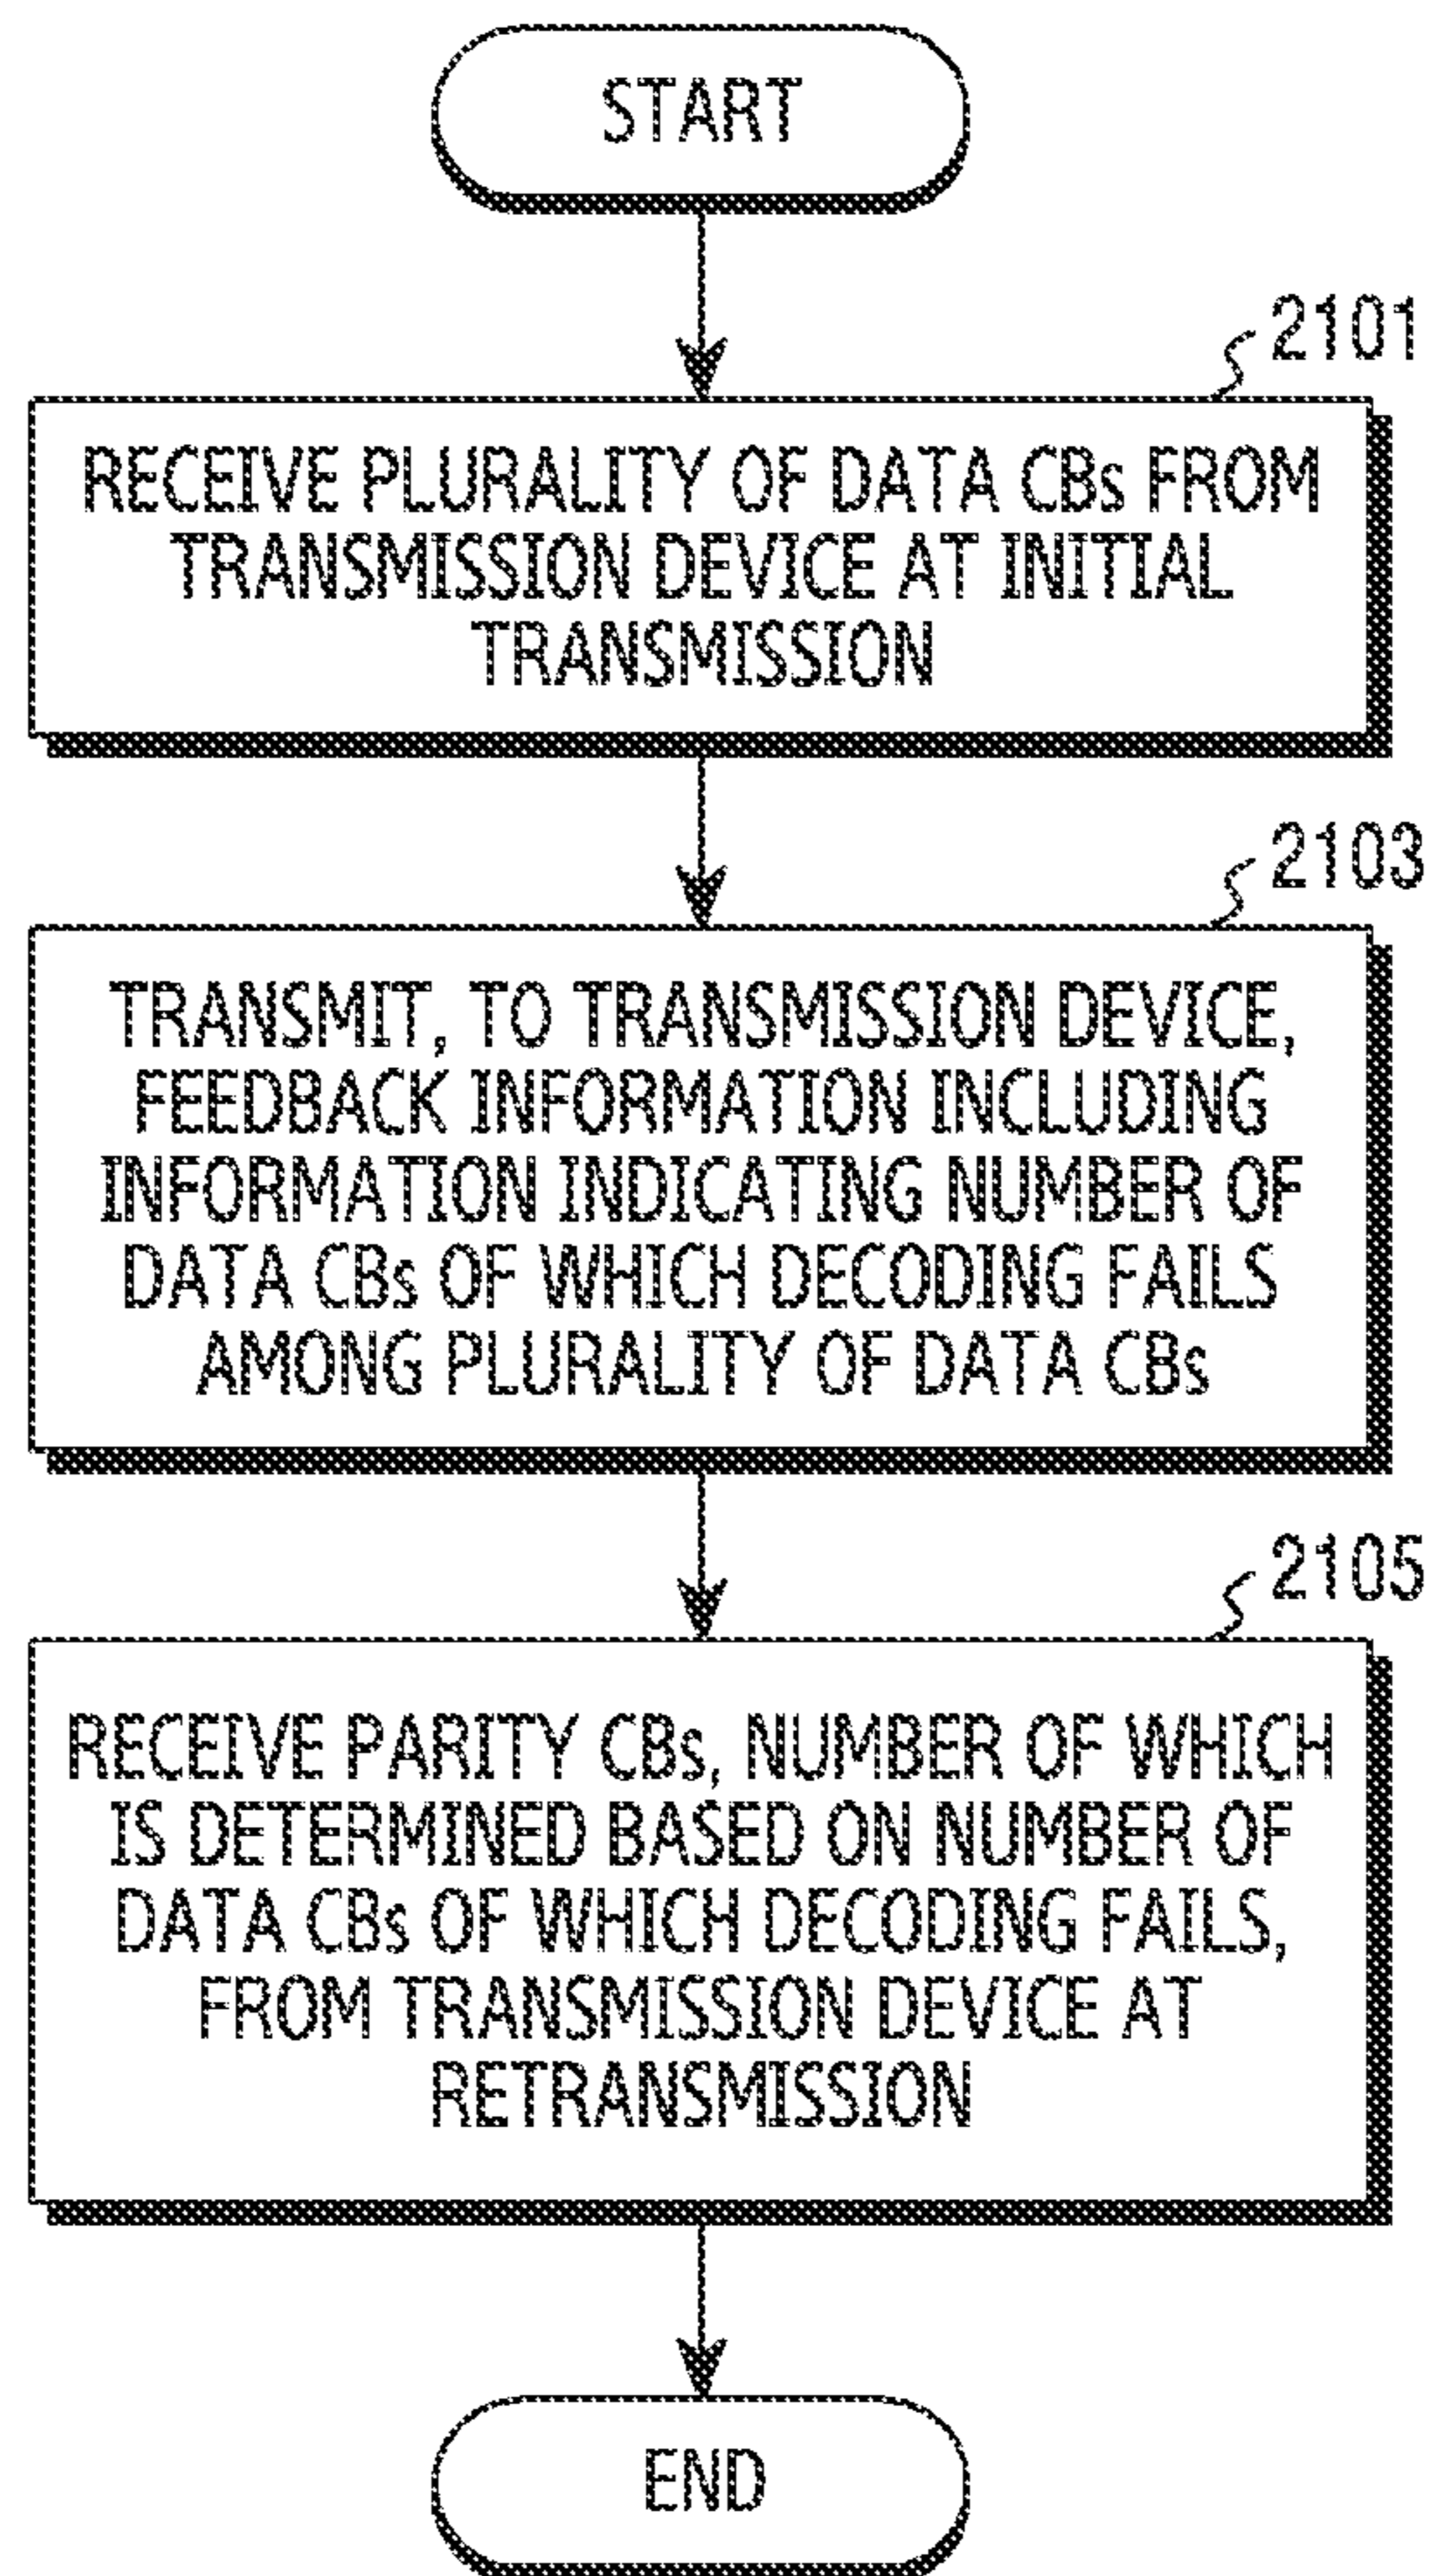 START
2101
RECEIVE PLURALITY OF DATA CBs FROM
TRANSMISSION DEVICE AT INITIAL
TRANSMISSION
2103
TRANSMIT, TO TRANSMISSION DEVICE,
FEEDBACK INFORMATION INCLUDING
INFORMATION INDICATING NUMBER OF
DATA CBs OF WHICH DECODING FAILS
AMONG PLURALITY OF DATA CBs
2105
RECEIVE PARITY CBs, NUMBER OF WHICH
IS DETERMINED BASED ON NUMBER OF
DATA CBs OF WHICH DECODING FAILS,
FROM TRANSMISSION DEVICE AT
RETRANSMISSION
END